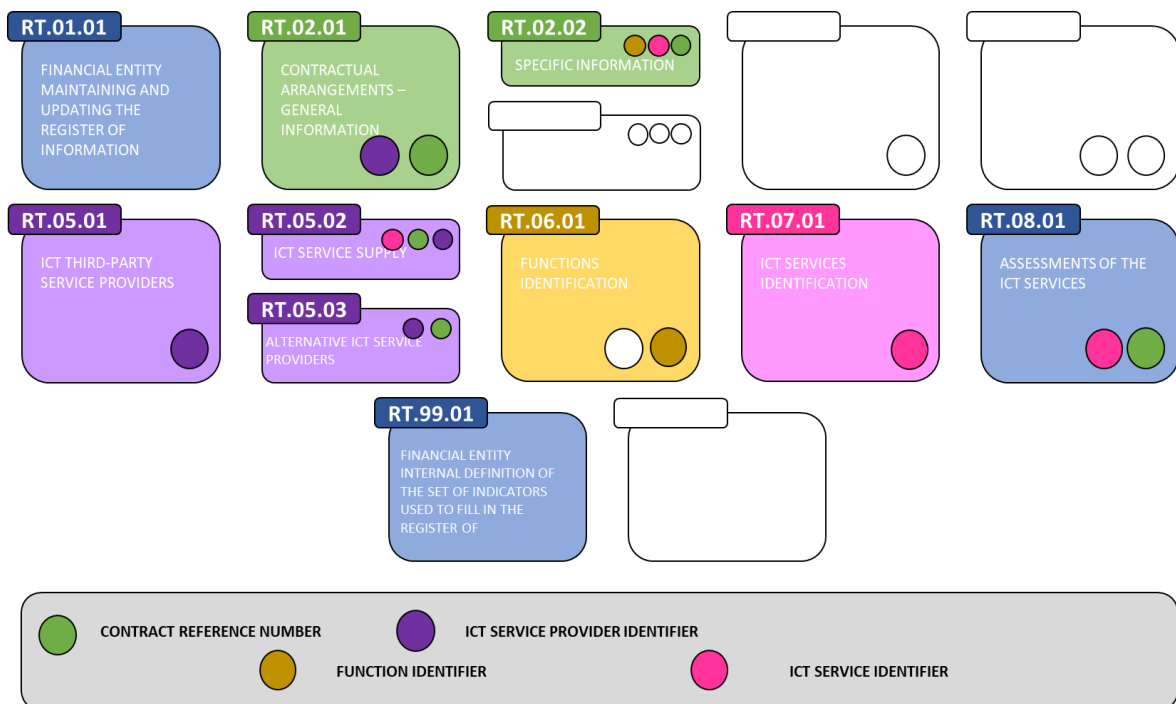 RT.01.01
FINANCIAL ENTITY
MAINTAINING AND
UPDATING THE
REGISTER OF
INFORMATION
RT.02.01
CONTRACTUAL
ARRANGEMENTS –
GENERAL
INFORMATION
RT.02.02
SPECIFIC INFORMATION
RT.05.01
ICT THIRD-PARTY
SERVICE PROVIDERS
RT.05.02
ICT SERVICE SUPPLY
RT.05.03
ALTERNATIVE ICT SERVICE
PROVIDERS
RT.06.01
FUNCTIONS
IDENTIFICATION
RT.07.01
ICT SERVICES
IDENTIFICATION
RT.08.01
ASSESSMENTS OF THE
ICT SERVICES
RT.99.01
FINANCIAL ENTITY
INTERNAL DEFINITION OF
THE SET OF INDICATORS
USED TO FILL IN THE
REGISTER OF
CONTRACT REFERENCE NUMBER
ICT SERVICE PROVIDER IDENTIFIER
FUNCTION IDENTIFIER
ICT SERVICE IDENTIFIER